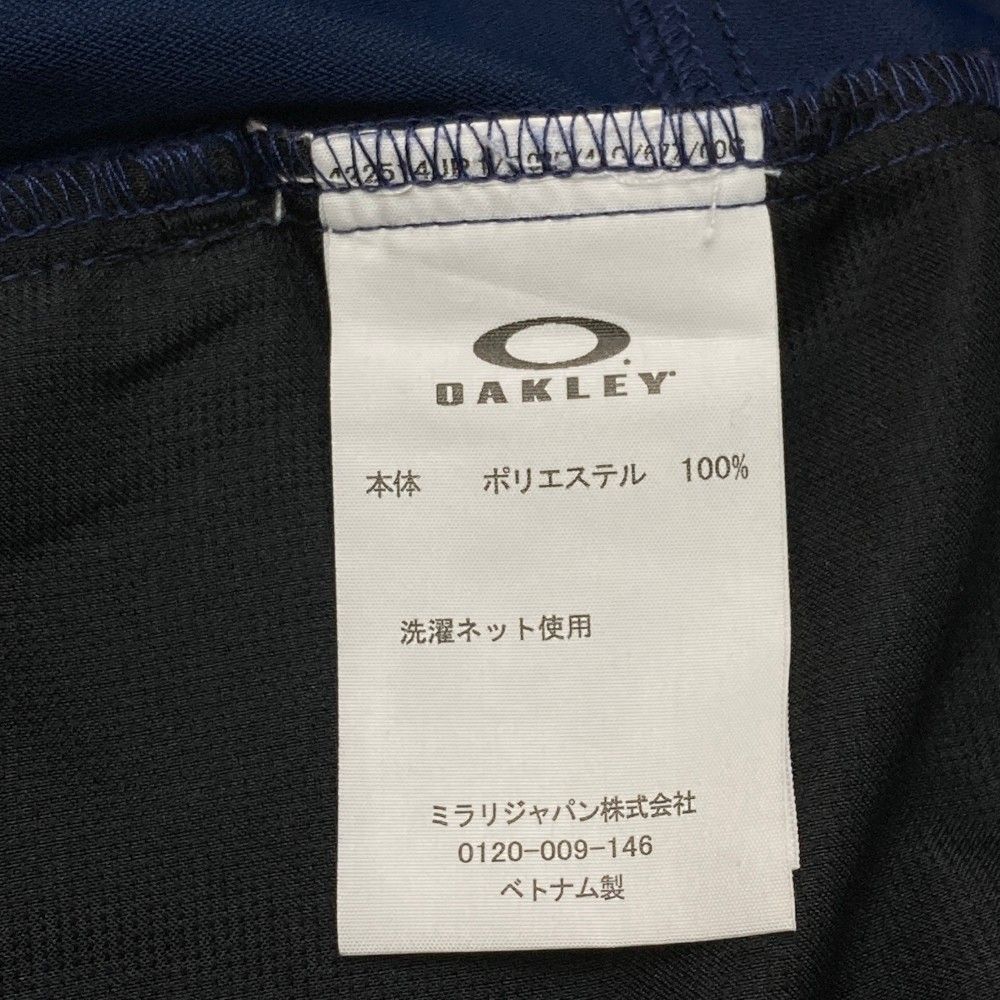 OAKLEY
本体 ポリエステル 100%
洗濯ネット使用
ミラリジャパン株式会社
0120-009-146
ベトナム製